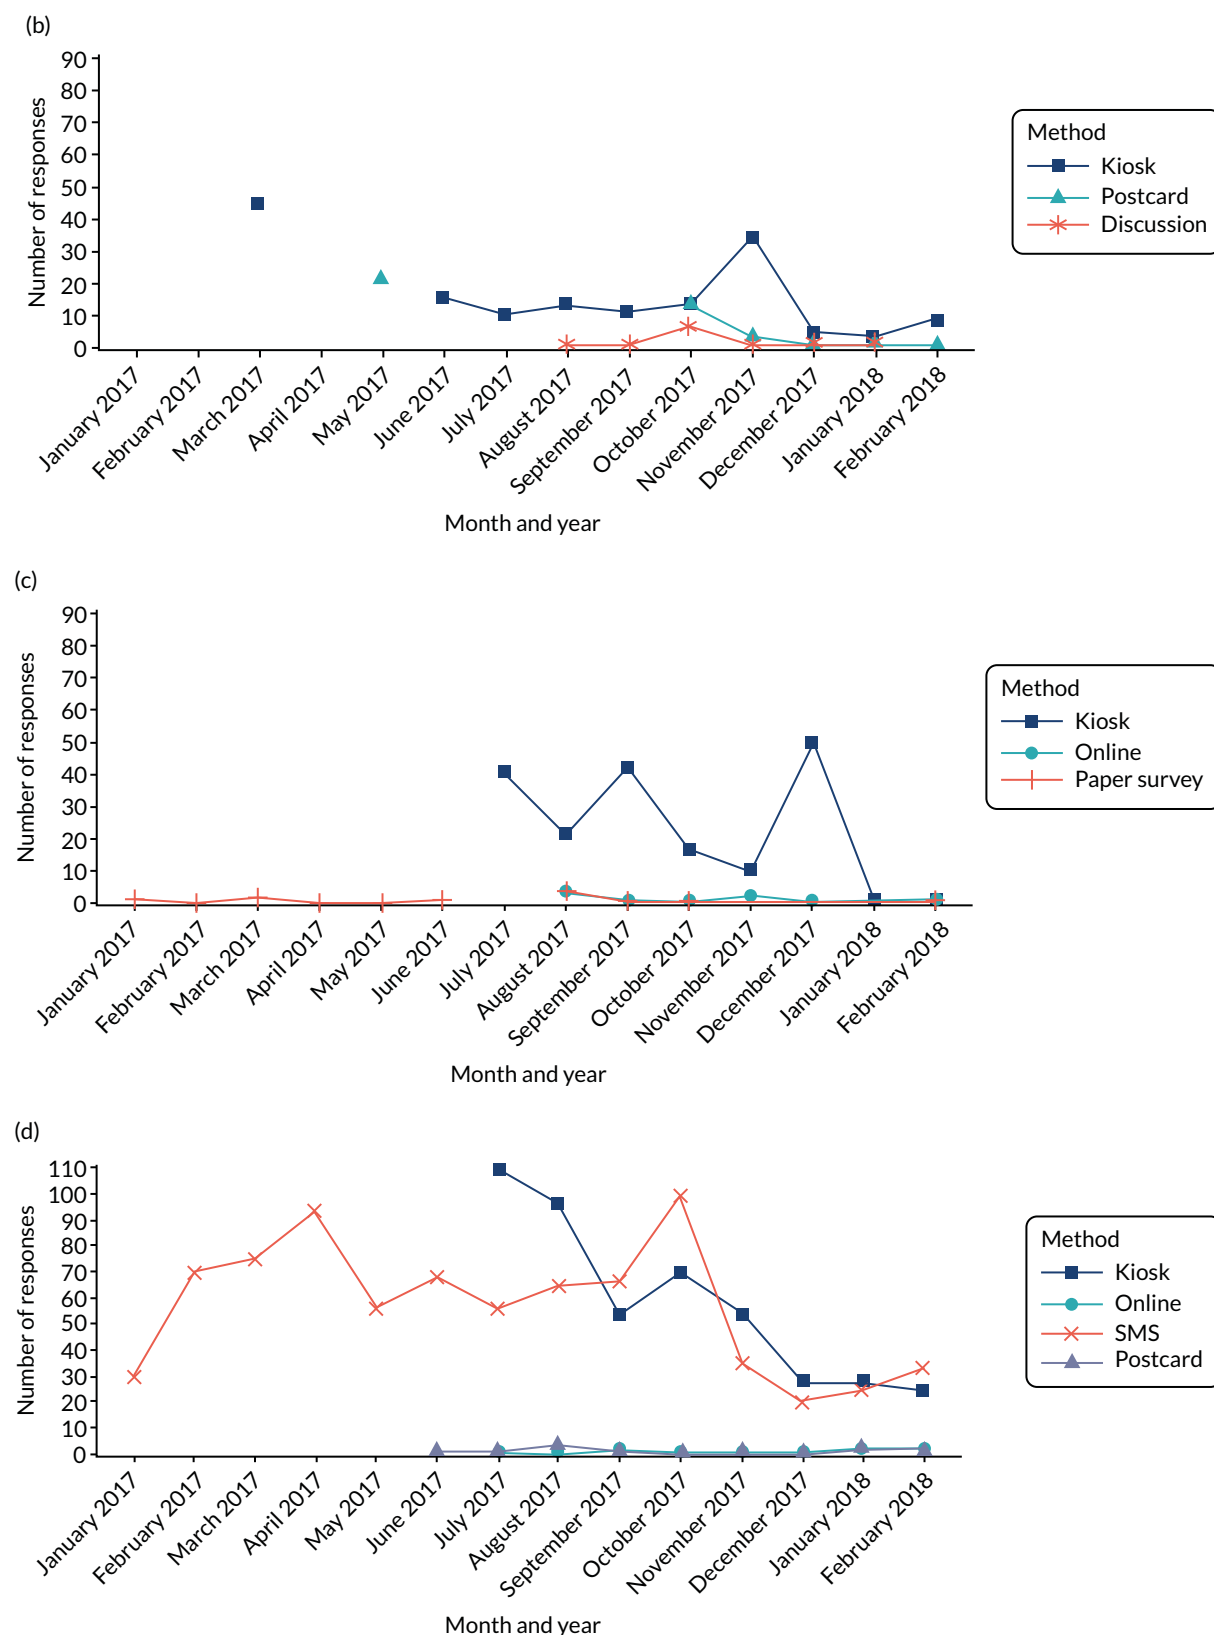 (b)
90
80
70
60
50
40
30
20
10
0
Number of responses
January 2017
February 2017
March 2017
April 2017
May 2017
June 2017
July 2017
August 2017
September 2017
October 2017
November 2017
December 2017
January 2018
February 2018
Month and year
Method
Kiosk
Postcard
Discussion
(c)
90
80
70
60
50
40
30
20
10
0
Number of responses
January 2017
February 2017
March 2017
April 2017
May 2017
June 2017
July 2017
August 2017
September 2017
October 2017
November 2017
December 2017
January 2018
February 2018
Month and year
Method
Kiosk
Online
Paper survey
(d)
110
100
90
80
70
60
50
40
30
20
10
0
Number of responses
January 2017
February 2017
March 2017
April 2017
May 2017
June 2017
July 2017
August 2017
September 2017
October 2017
November 2017
December 2017
January 2018
February 2018
Month and year
Method
Kiosk
Online
SMS
Postcard